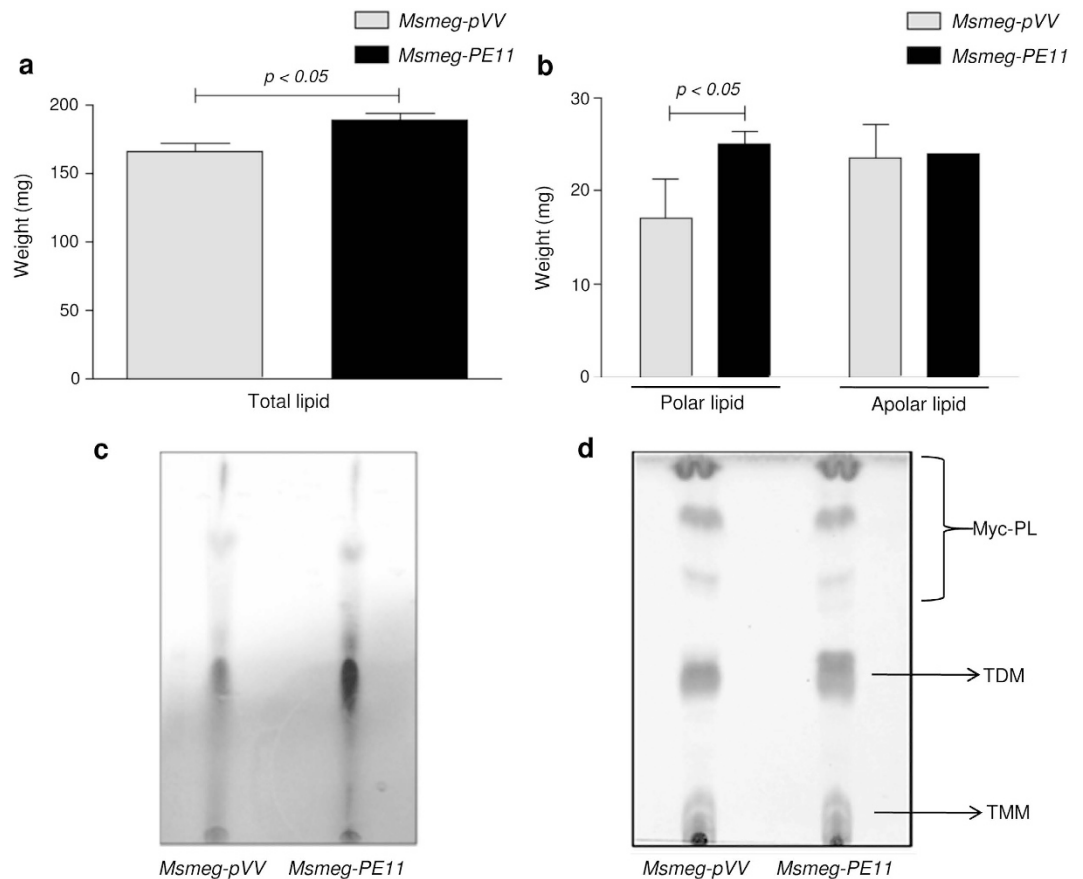 a
Msmeg-pVV
Msmeg-PE11
p < 0.05
200
150
100
50
0
Weight (mg)
Total lipid
b
Msmeg-pVV
Msmeg-PE11
p < 0.05
30
20
10
0
Weight (mg)
Polar lipid
Apolar lipid
c
Msmeg-pVV
Msmeg-PE11
d
Myc-PL
TDM
TMM
Msmeg-pVV
Msmeg-PE11